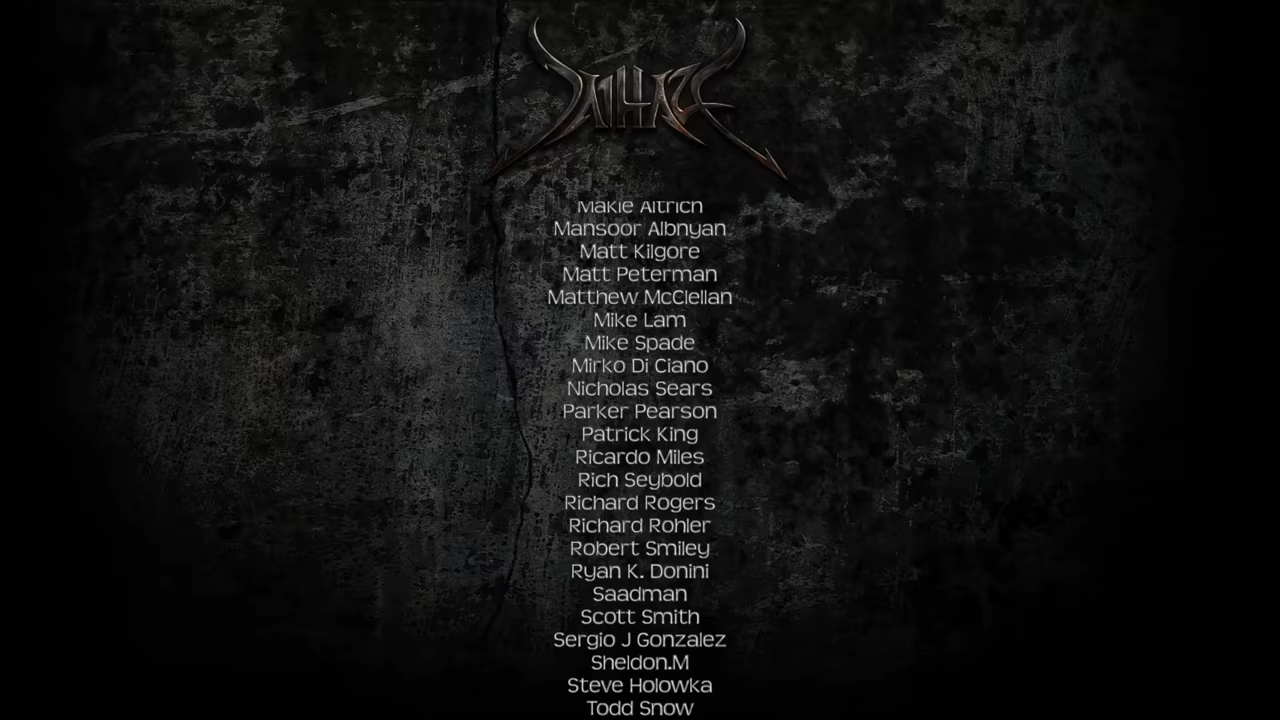 Makie Altrich
Mansoor Albnyan
Matt Kilgore
Matt Peterman
Matthew McClellan
Mike Lam
Mike Spade
Mirko Di Ciano
Nicholas Sears
Parker Pearson
Patrick King
Ricardo Miles
Rich Seybold
Richard Rogers
Richard Rohler
Robert Smiley
Ryan K. Donini
Saadman
Scott Smith
Sergio J Gonzalez
Sheldon.M
Steve Holowka
Todd Snow